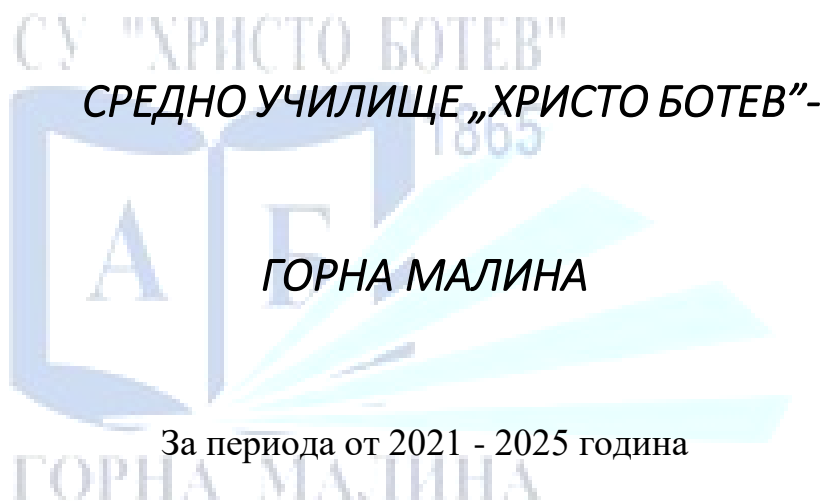 СУ "ХРИСТО БОТЕВ"
СРЕДНО УЧИЛИЩЕ „ХРИСТО БОТЕВ”-
1865
А Б
ГОРНА МАЛИНА
За периода от 2021 - 2025 година
ГОРНА МАЛИНА